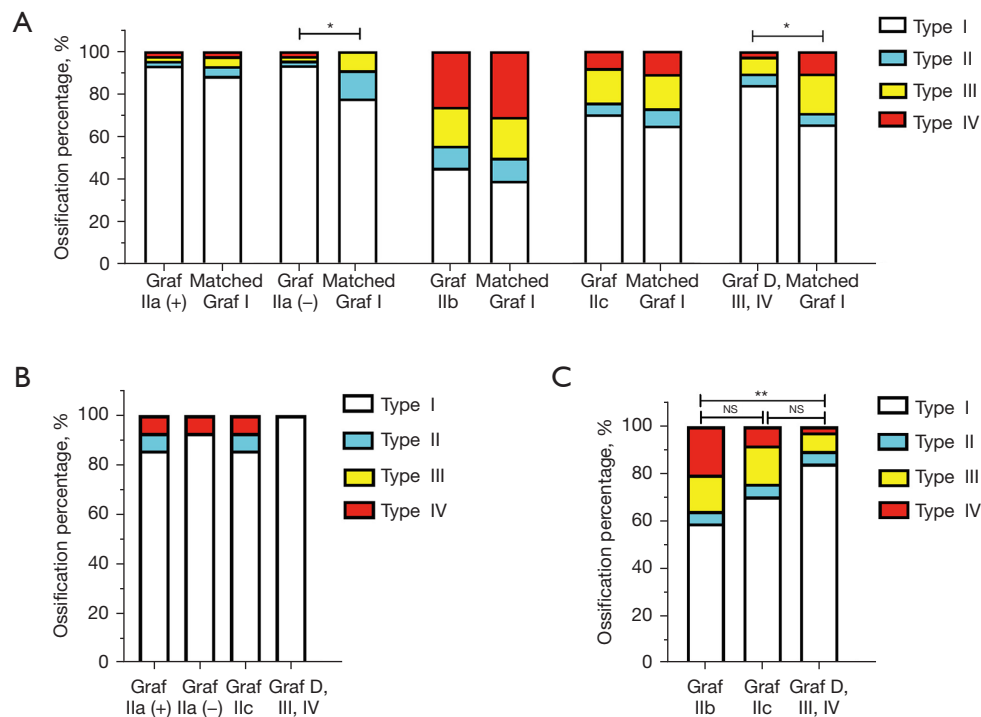 A
Ossification percentage, %
100
80
60
40
20
0
*
*
Graf
IIa (+)
Matched
Graf I
Graf
IIa (–)
Matched
Graf I
Graf
IIb
Matched
Graf I
Graf
IIc
Matched
Graf I
Graf D,
III, IV
Matched
Graf I
Type I
Type II
Type III
Type IV
B
Ossification percentage, %
100
80
60
40
20
0
Graf
IIa (+)
Graf
IIa (–)
Graf
IIc
Graf D,
III, IV
Type I
Type II
Type III
Type IV
C
Ossification percentage, %
100
80
60
40
20
0
**
NS
NS
Graf
IIb
Graf
IIc
Graf D,
III, IV
Type I
Type II
Type III
Type IV